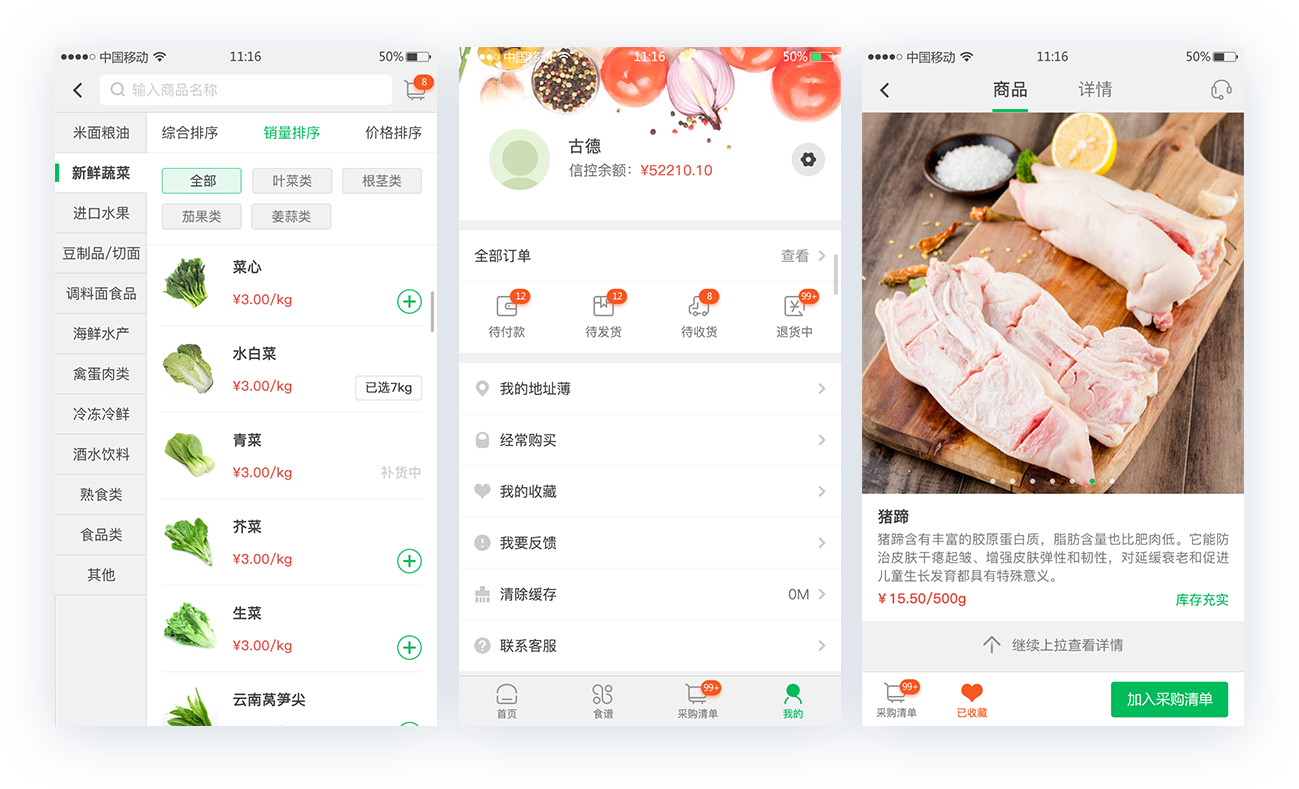 中国移动 11:16 50%
输入商品名称 8
米面粮油
新鲜蔬菜
进口水果
豆制品/切面
调料面食品
海鲜水产
禽蛋肉类
冷冻冷鲜
酒水饮料
熟食类
食品类
其他
综合排序 销量排序 价格排序
全部 叶菜类 根茎类
茄果类 姜蒜类
菜心
¥3.00/kg
水白菜
¥3.00/kg 已选7kg
青菜
¥3.00/kg 补货中
芥菜
¥3.00/kg
生菜
¥3.00/kg
云南莴笋尖
中国移动 11:16 50%
古德
信控余额：¥52210.10
全部订单 查看
12 12 8 99+
待付款 待发货 待收货 退货中
我的地址薄
经常购买
我的收藏
我要反馈
清除缓存 0M
联系客服
99+
首页 食谱 采购清单 我的
中国移动 11:16 50%
商品 详情
猪蹄
猪蹄含有丰富的胶原蛋白质，脂肪含量也比肥肉低。它能防
治皮肤干瘪起皱、增强皮肤弹性和韧性，对延缓衰老和促进
儿童生长发育都具有特殊意义。
¥15.50/500g 库存充实
继续上拉查看详情
99+
采购清单 已收藏 加入采购清单